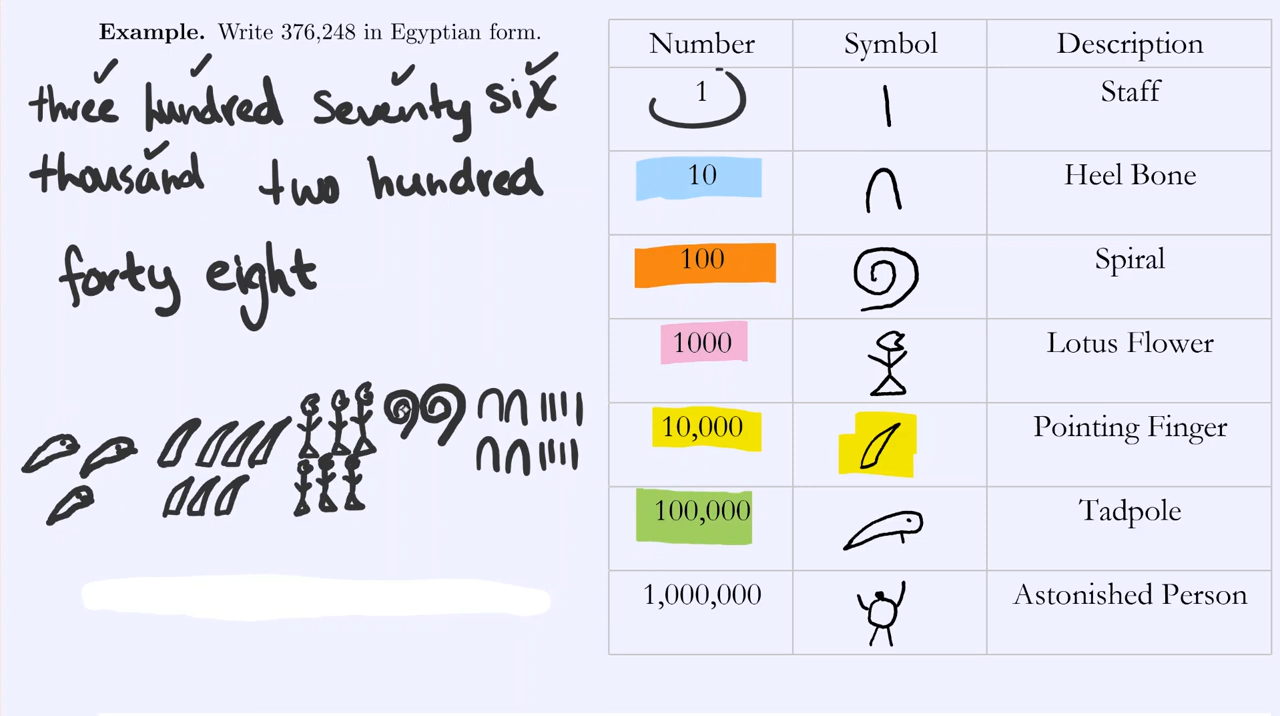 Example. Write 376,248 in Egyptian form.
three hundred seventy six
thousand two hundred
forty eight
Number Symbol Description
1 Staff
10 Heel Bone
100 Spiral
1000 Lotus Flower
10,000 Pointing Finger
100,000 Tadpole
1,000,000 Astonished Person